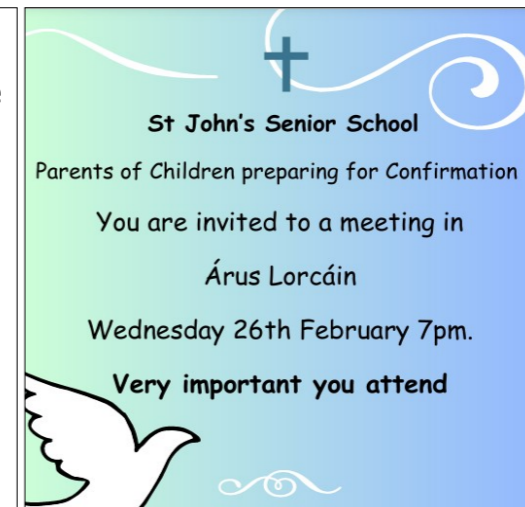 St John's Senior School
Parents of Children preparing for Confirmation
You are invited to a meeting in
Árus Lorcáin
Wednesday 26th February 7pm.
Very important you attend